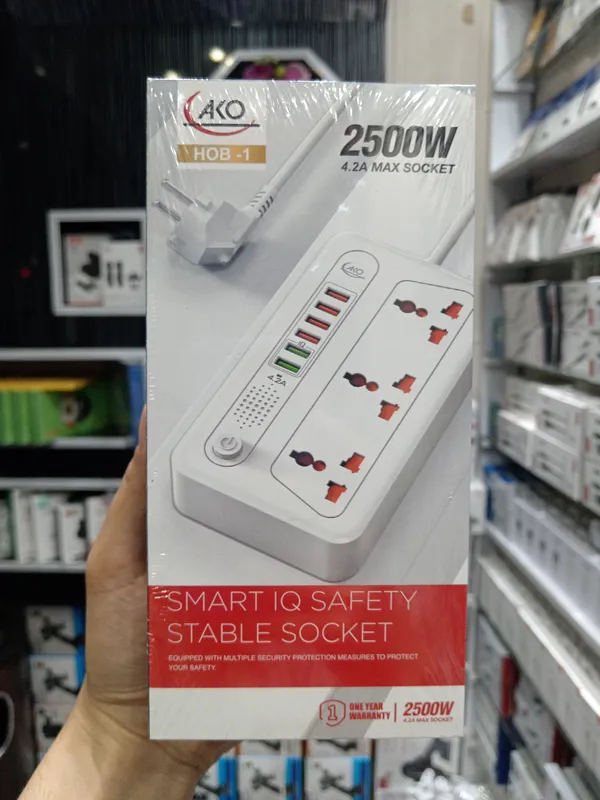 AKO
HOB -1
2500W
4.2A MAX SOCKET
AKO
IQ
4.2A
SMART IQ SAFETY
STABLE SOCKET
EQUIPPED WITH MULTIPLE SECURITY PROTECTION MEASURES TO PROTECT
YOUR SAFETY.
1
ONE YEAR
WARRANTY
2500W
4.2A MAX SOCKET